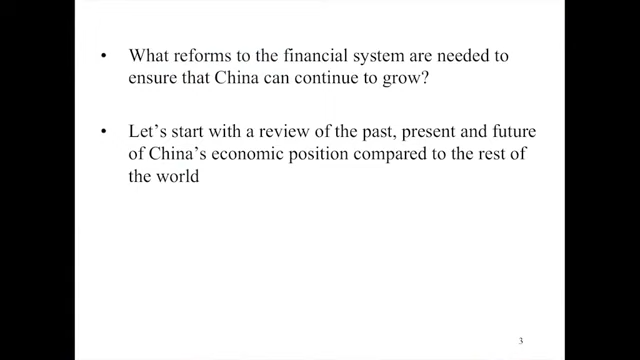 • What reforms to the financial system are needed to
ensure that China can continue to grow?
• Let's start with a review of the past, present and future
of China's economic position compared to the rest of
the world
3